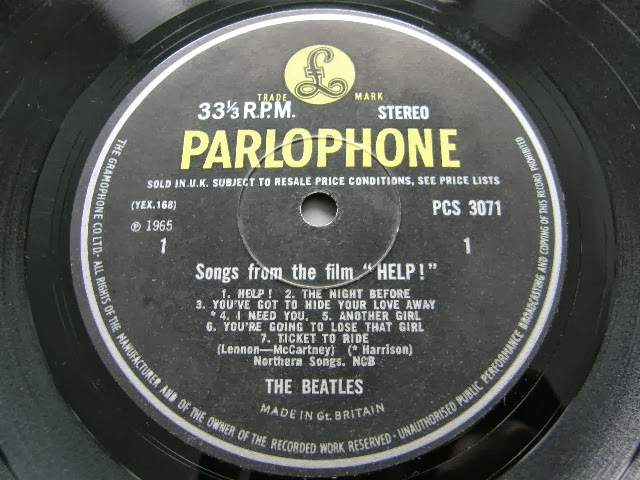 £
TRADE MARK
33⅓ R.P.M. STEREO
PARLOPHONE
SOLD IN U.K. SUBJECT TO RESALE PRICE CONDITIONS, SEE PRICE LISTS
(YEX.168) PCS 3071
℗ 1965
1 1
Songs from the film "HELP!"
1. HELP! 2. THE NIGHT BEFORE
3. YOU'VE GOT TO HIDE YOUR LOVE AWAY
*4. I NEED YOU. 5. ANOTHER GIRL
6. YOU'RE GOING TO LOSE THAT GIRL
7. TICKET TO RIDE
(Lennon—McCartney) (* Harrison)
Northern Songs. NCB
THE BEATLES
MADE IN Gt. BRITAIN
THE GRAMOPHONE CO. LTD. · ALL RIGHTS OF THE MANUFACTURER AND OF THE OWNER OF THE RECORDED WORK RESERVED · UNAUTHORISED PUBLIC PERFORMANCE BROADCASTING AND COPYING OF THIS RECORD PROHIBITED